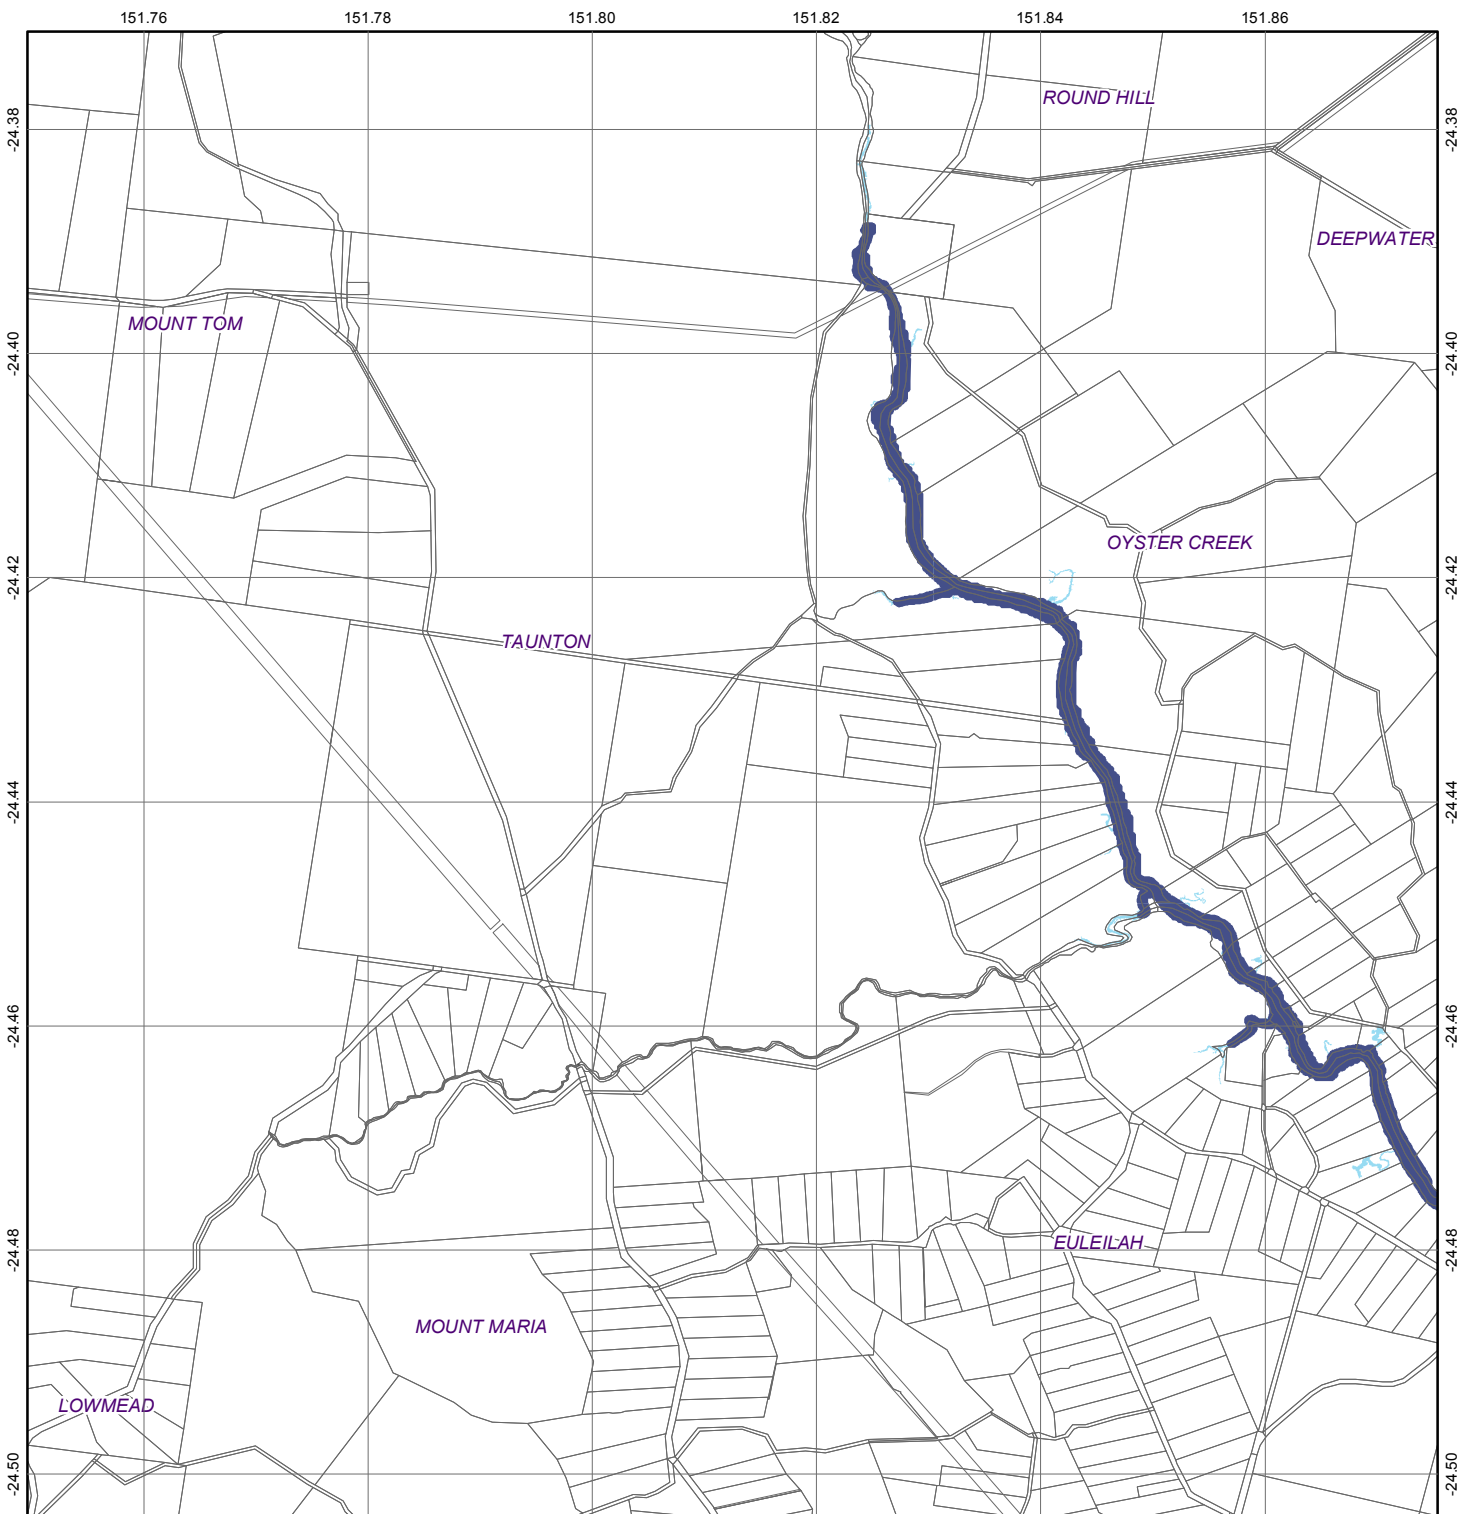 151.76 151.78 151.80 151.82 151.84 151.86
ROUND HILL
-24.38 -24.38
DEEPWATER
MOUNT TOM
-24.40 -24.40
OYSTER CREEK
-24.42 -24.42
TAUNTON
-24.44 -24.44
-24.46 -24.46
EULEILAH
-24.48 -24.48
MOUNT MARIA
LOWMEAD
-24.50 -24.50